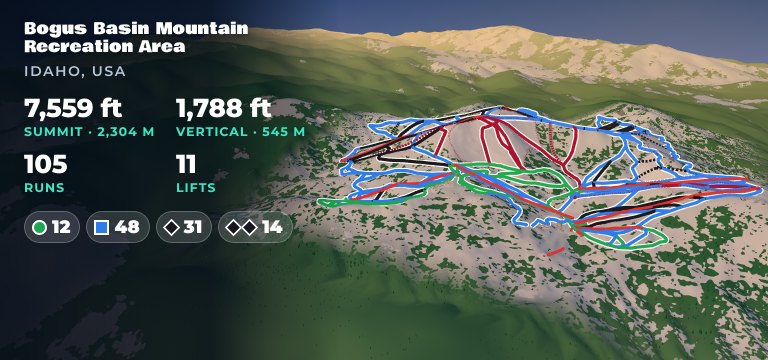 Bogus Basin Mountain
Recreation Area
IDAHO, USA
7,559 ft 1,788 ft
SUMMIT · 2,304 M VERTICAL · 545 M
105 11
RUNS LIFTS
12 48 31 14